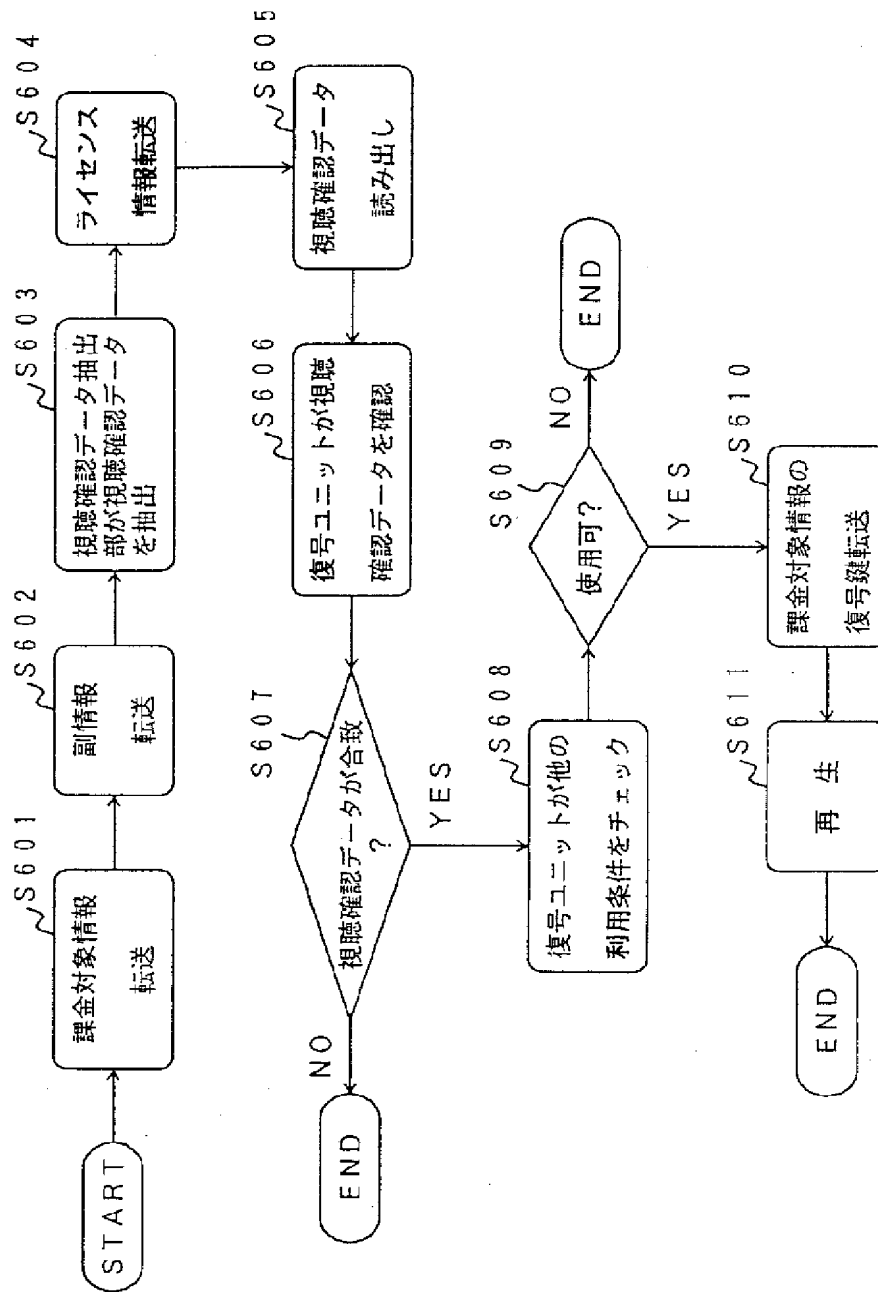 START
S601
課金対象情報
転送
S602
副情報
転送
S603
視聴確認データ抽出
部が視聴確認データ
を抽出
S604
ライセンス
情報転送
S605
視聴確認データ
読み出し
S606
復号ユニットが視聴
確認データを確認
S607
視聴確認データが合致
?
NO
END
YES
S608
復号ユニットが他の
利用条件をチェック
S609
使用可?
NO
END
YES
S610
課金対象情報の
復号鍵転送
S611
再 生
END